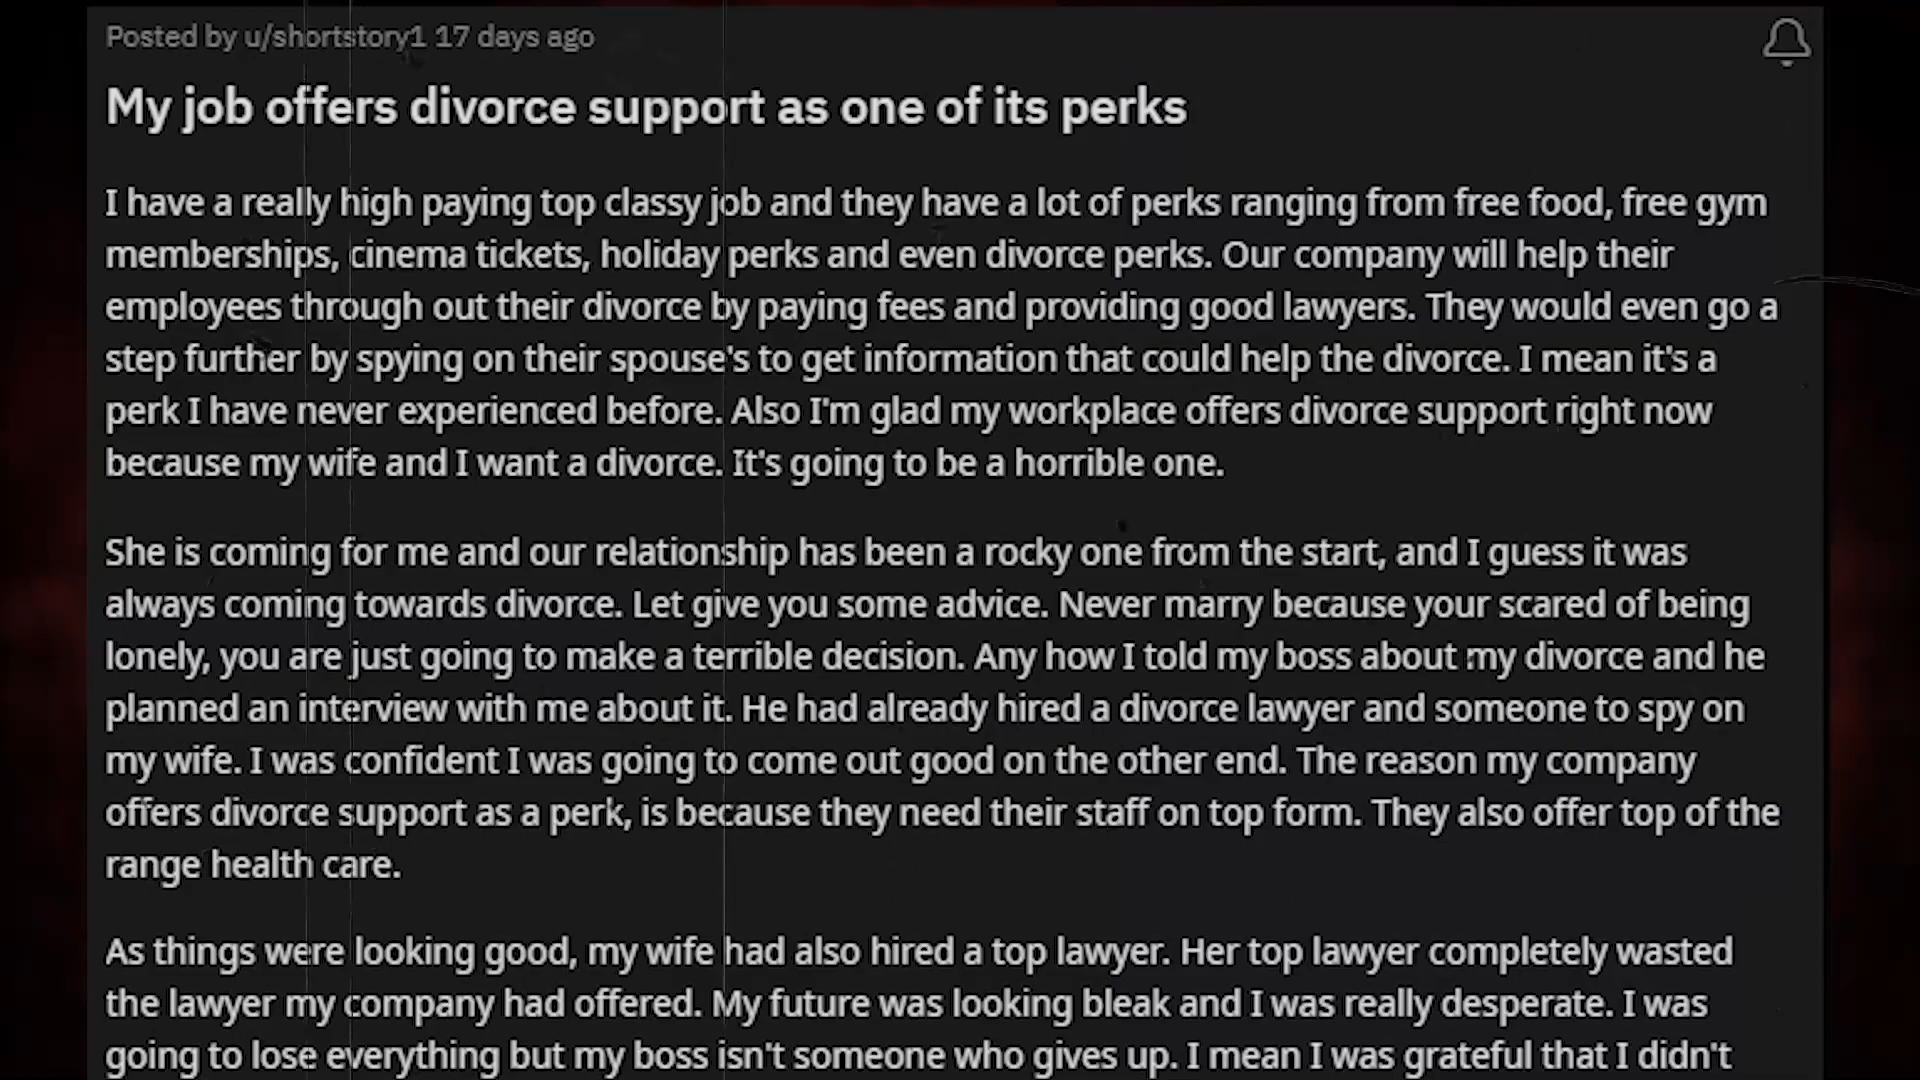 Posted by u/shortstory1 17 days ago
My job offers divorce support as one of its perks
I have a really high paying top classy job and they have a lot of perks ranging from free food, free gym
memberships, cinema tickets, holiday perks and even divorce perks. Our company will help their
employees through out their divorce by paying fees and providing good lawyers. They would even go a
step further by spying on their spouse's to get information that could help the divorce. I mean it's a
perk I have never experienced before. Also I'm glad my workplace offers divorce support right now
because my wife and I want a divorce. It's going to be a horrible one.
She is coming for me and our relationship has been a rocky one from the start, and I guess it was
always coming towards divorce. Let give you some advice. Never marry because your scared of being
lonely, you are just going to make a terrible decision. Any how I told my boss about my divorce and he
planned an interview with me about it. He had already hired a divorce lawyer and someone to spy on
my wife. I was confident I was going to come out good on the other end. The reason my company
offers divorce support as a perk, is because they need their staff on top form. They also offer top of the
range health care.
As things were looking good, my wife had also hired a top lawyer. Her top lawyer completely wasted
the lawyer my company had offered. My future was looking bleak and I was really desperate. I was
going to lose everything but my boss isn't someone who gives up. I mean I was grateful that I didn't